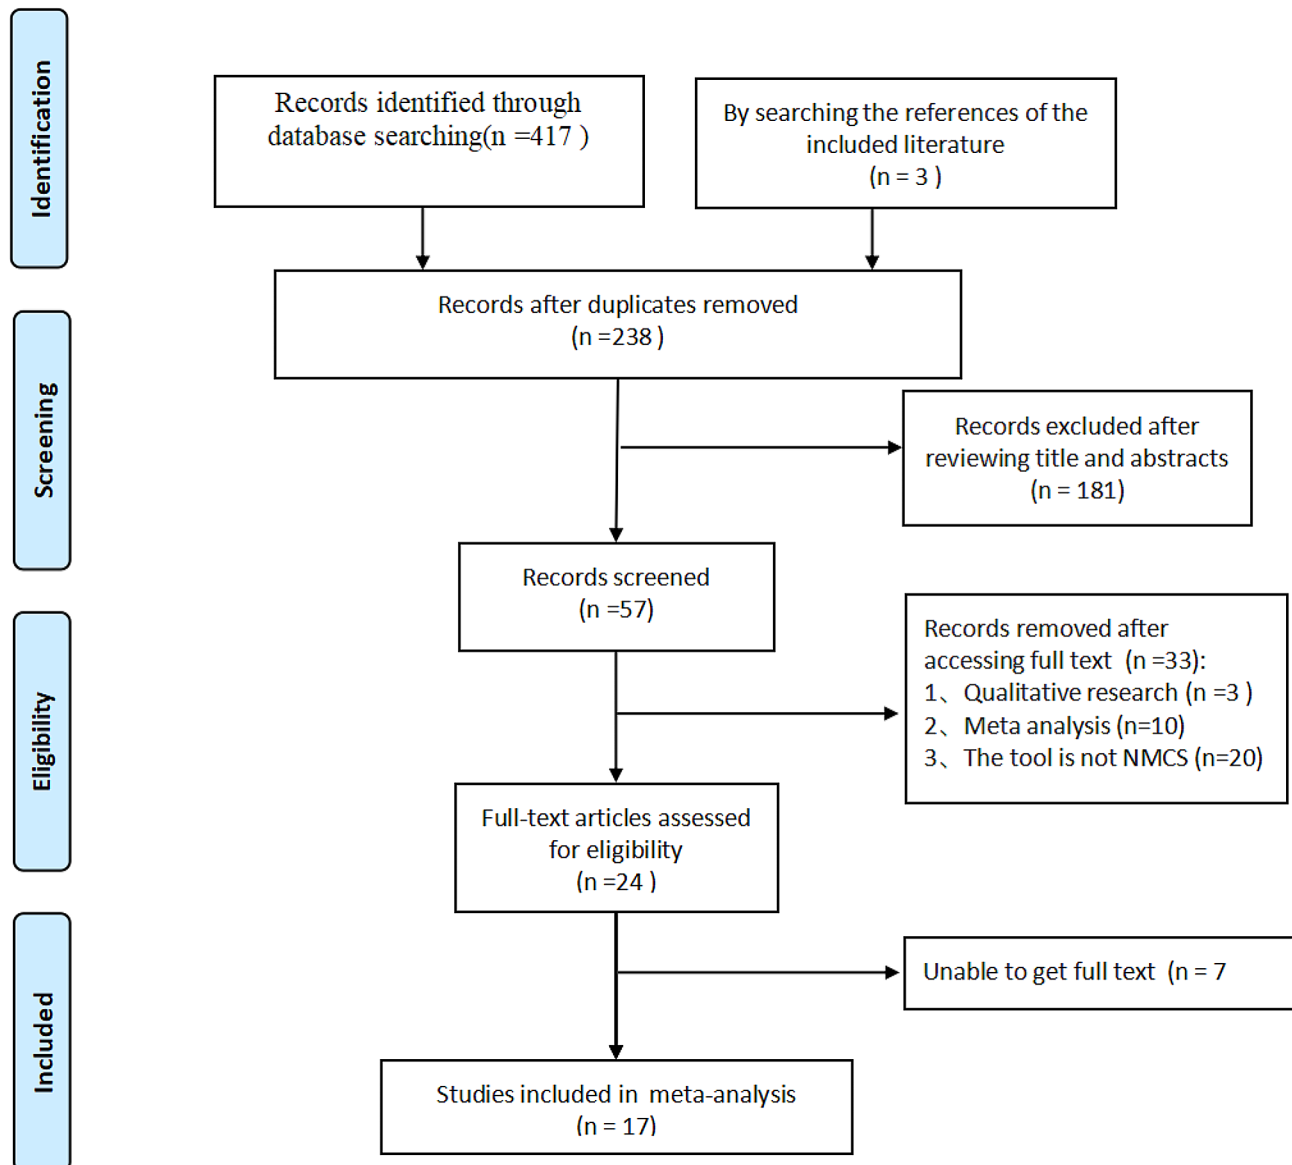 Identification
Records identified through
database searching(n =417 )
By searching the references of the
included literature
(n = 3 )
Records after duplicates removed
(n =238 )
Screening
Records excluded after
reviewing title and abstracts
(n = 181)
Records screened
(n =57)
Eligibility
Records removed after
accessing full text  (n =33):
1、Qualitative research (n =3 )
2、Meta analysis (n=10)
3、The tool is not NMCS (n=20)
Full-text articles assessed
for eligibility
(n =24 )
Included
Unable to get full text  (n = 7
Studies included in  meta-analysis
(n = 17)